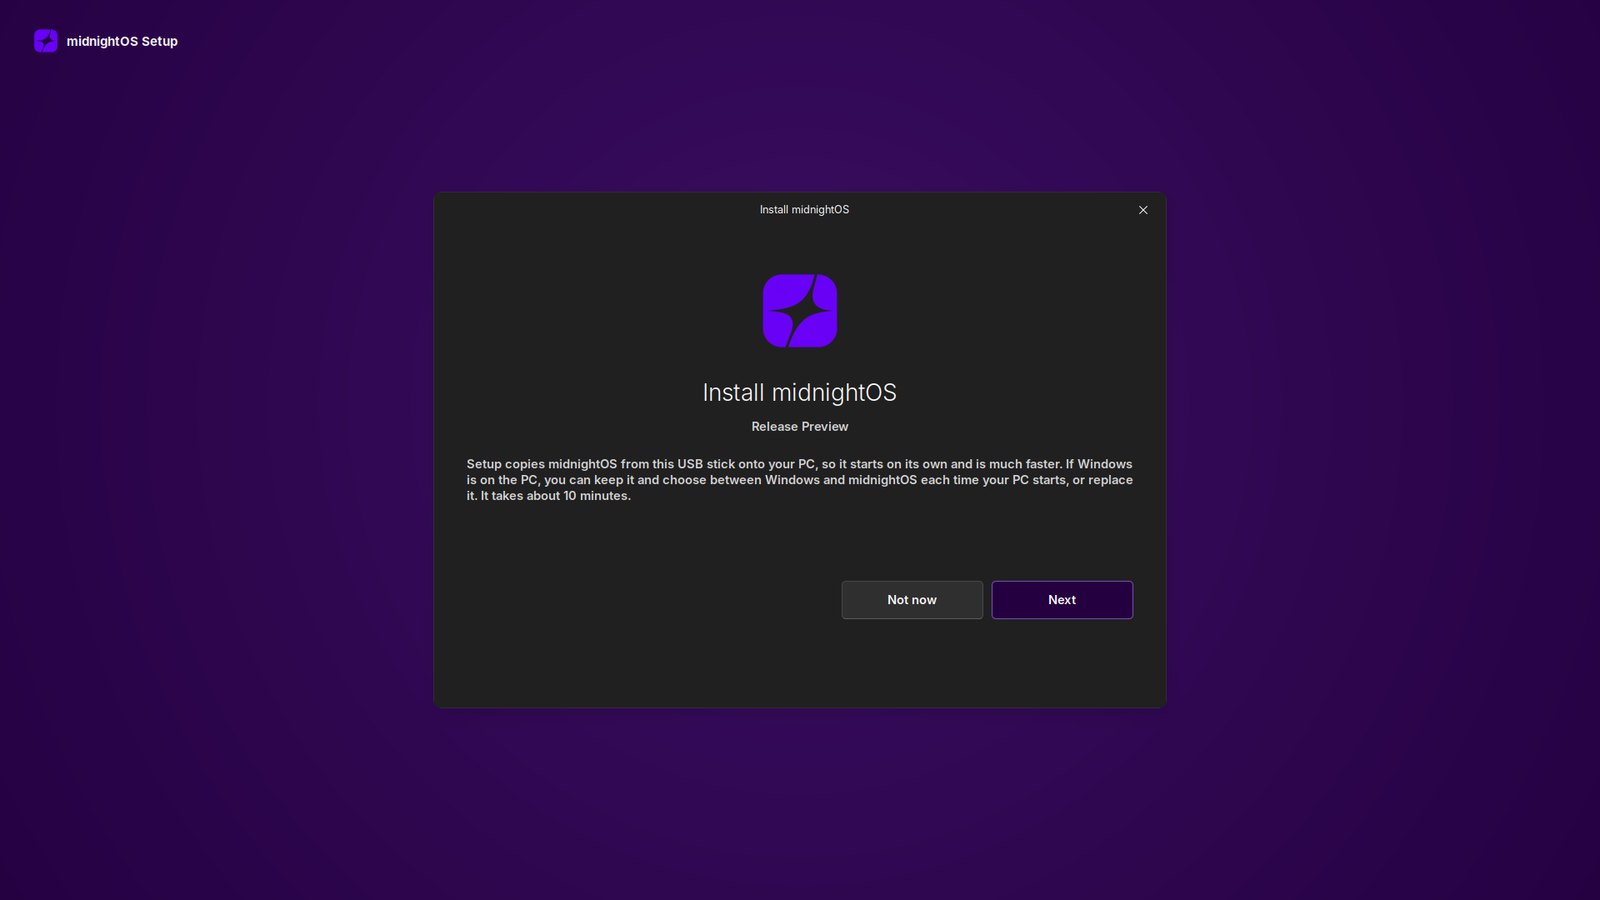 midnightOS Setup
Install midnightOS
Install midnightOS
Release Preview
Setup copies midnightOS from this USB stick onto your PC, so it starts on its own and is much faster. If Windows
is on the PC, you can keep it and choose between Windows and midnightOS each time your PC starts, or replace
it. It takes about 10 minutes.
Not now
Next